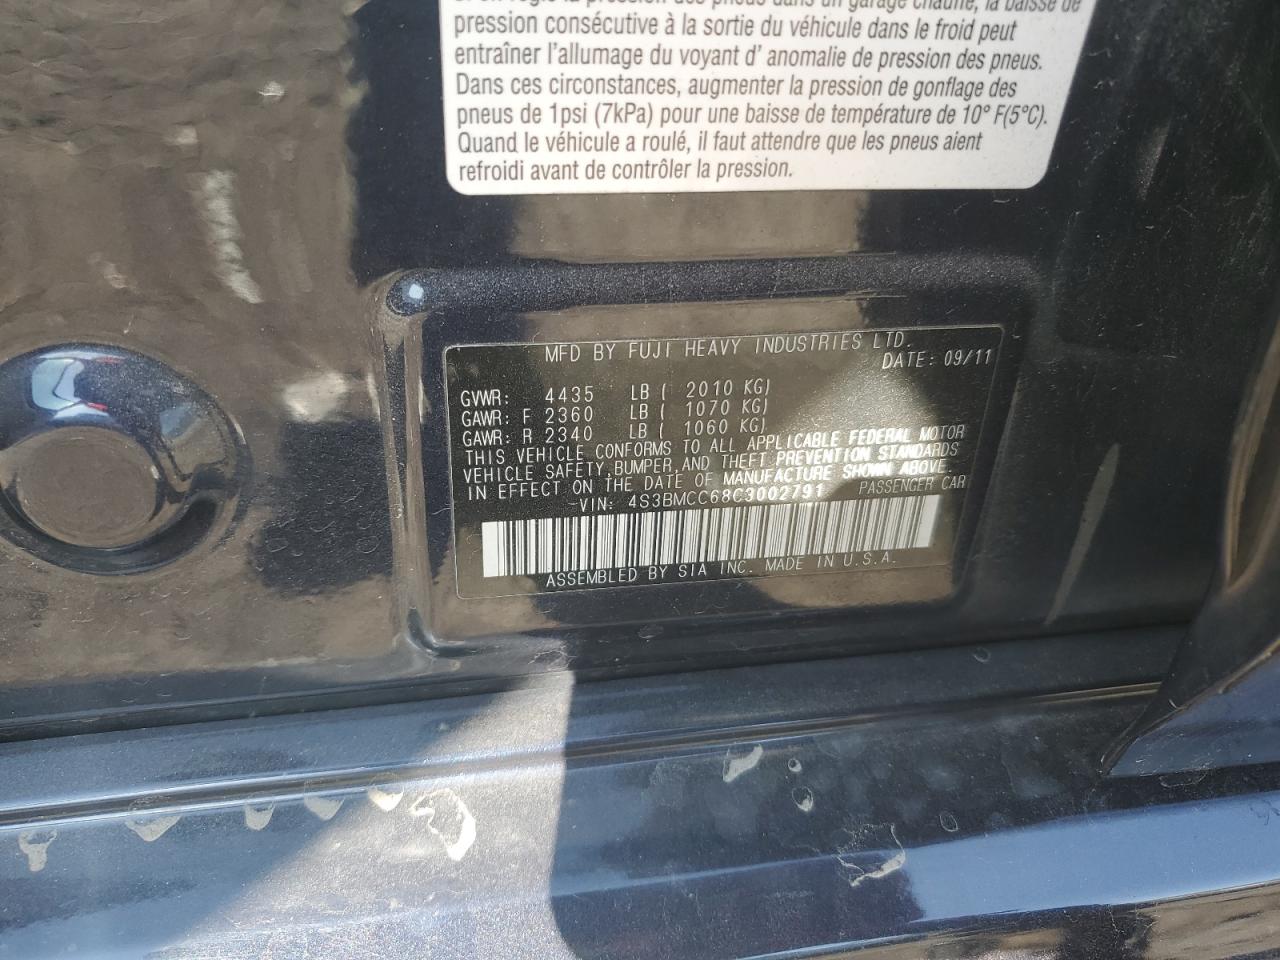 pression consécutive à la sortie du véhicule dans le froid peut
entraîner l'allumage du voyant d' anomalie de pression des pneus.
Dans ces circonstances, augmenter la pression de gonflage des
pneus de 1psi (7kPa) pour une baisse de température de 10° F(5°C).
Quand le véhicule a roulé, il faut attendre que les pneus aient
refroidi avant de contrôler la pression.
MFD BY FUJI HEAVY INDUSTRIES LTD.
DATE: 09/11
GVWR: 4435 LB ( 2010 KG)
GAWR: F 2360 LB ( 1070 KG)
GAWR: R 2340 LB ( 1060 KG)
THIS VEHICLE CONFORMS TO ALL APPLICABLE FEDERAL MOTOR
VEHICLE SAFETY, BUMPER, AND THEFT PREVENTION STANDARDS
IN EFFECT ON THE DATE OF MANUFACTURE SHOWN ABOVE.
VIN: 4S3BMCC68C3002791 PASSENGER CAR
ASSEMBLED BY SIA INC. MADE IN U.S.A.